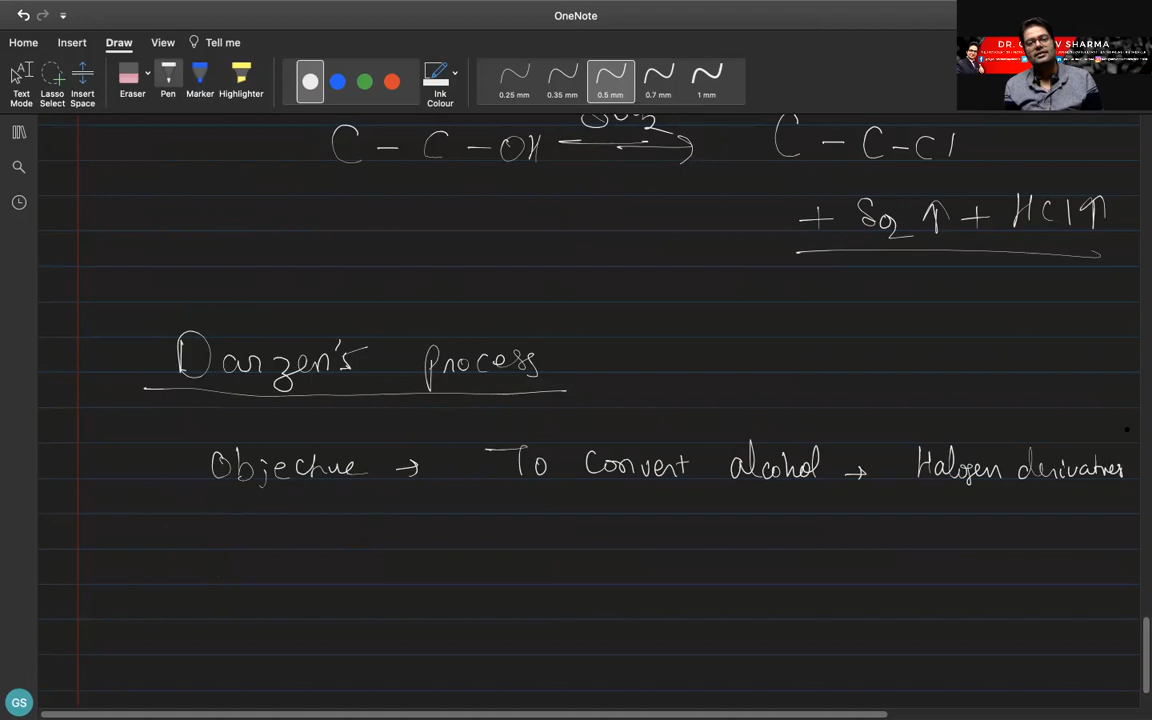 OneNote
Home Insert Draw View Tell me
DR. SHARMA
Text Mode Lasso Select Insert Space Eraser Pen Marker Highlighter Ink Colour 0.25 mm 0.35 mm 0.5 mm 0.7 mm 1 mm
C - C - OH ⇌ C - C - Cl
+ SO2 ↑ + HCl ↑
Darzen's process
Objective → To Convert alcohol → Halogen derivatives
GS